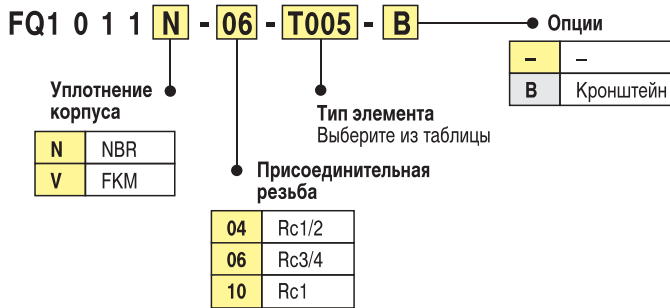 FQ1 0 1 1 N - 06 - T005 - B
Опции
– –
B Кронштейн
Уплотнение
корпуса
N NBR
V FKM
Тип элемента
Выберите из таблицы
Присоединительная
резьба
04 Rc1/2
06 Rc3/4
10 Rc1